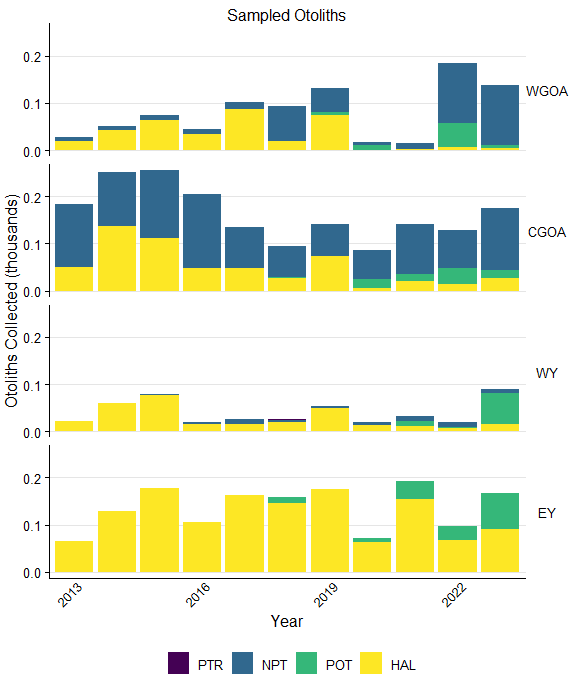 Sampled Otoliths
Otoliths Collected (thousands)
0.2
0.1
0.0
WGOA
0.2
0.1
0.0
CGOA
0.2
0.1
0.0
WY
0.2
0.1
0.0
EY
2013 2016 2019 2022
Year
PTR NPT POT HAL